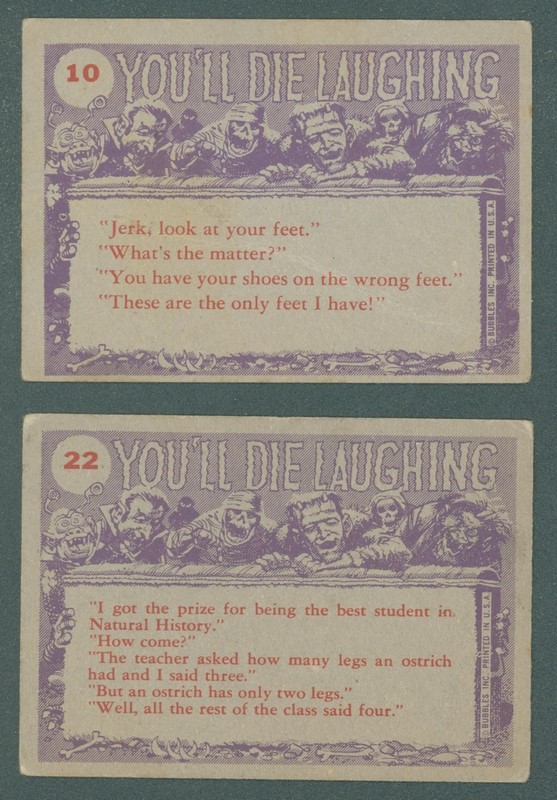 10
YOU'LL DIE LAUGHING
"Jerk, look at your feet."
"What's the matter?"
"You have your shoes on the wrong feet."
"These are the only feet I have!"
© BUBBLES INC. PRINTED IN U.S.A.
22
YOU'LL DIE LAUGHING
"I got the prize for being the best student in
Natural History."
"How come?"
"The teacher asked how many legs an ostrich
had and I said three."
"But an ostrich has only two legs."
"Well, all the rest of the class said four."
© BUBBLES INC. PRINTED IN U.S.A.